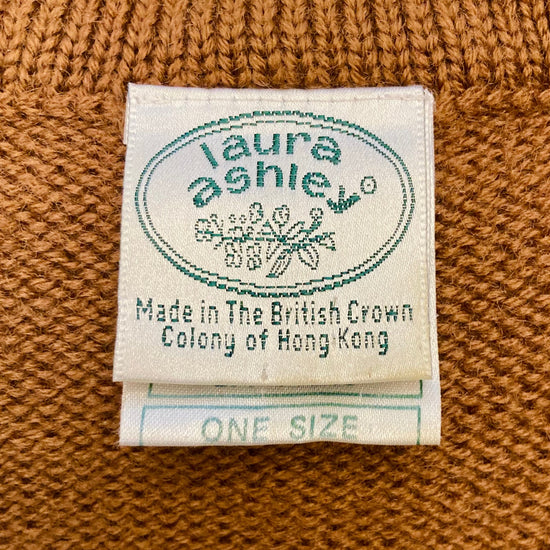 laura
ashley
Made in The British Crown
Colony of Hong Kong
ONE SIZE